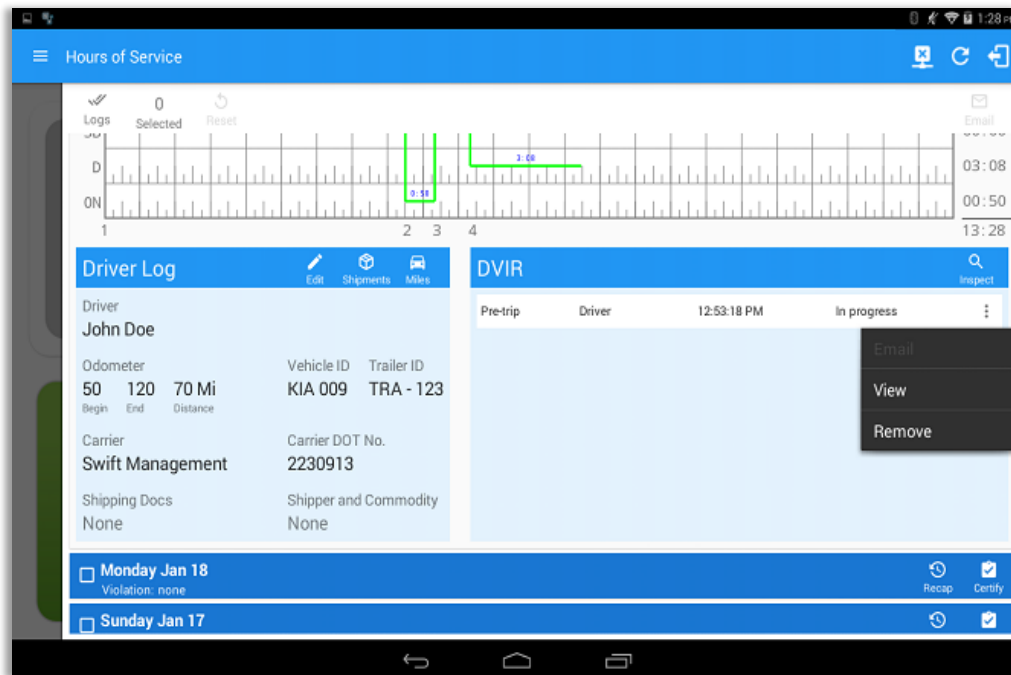 1:28 PM
Hours of Service
Logs
0
Selected
Reset
Email
D
3:08
03:08
ON
0:50
00:50
1 2 3 4
13:28
Driver Log
Edit
Shipments
Miles
DVIR
Inspect
Driver
John Doe
Pre-trip Driver 12:53:18 PM In progress
Email
View
Remove
Odometer
50 120 70 Mi
Begin End Distance
Vehicle ID Trailer ID
KIA 009 TRA - 123
Carrier
Swift Management
Carrier DOT No.
2230913
Shipping Docs
None
Shipper and Commodity
None
Monday Jan 18
Violation: none
Recap
Certify
Sunday Jan 17